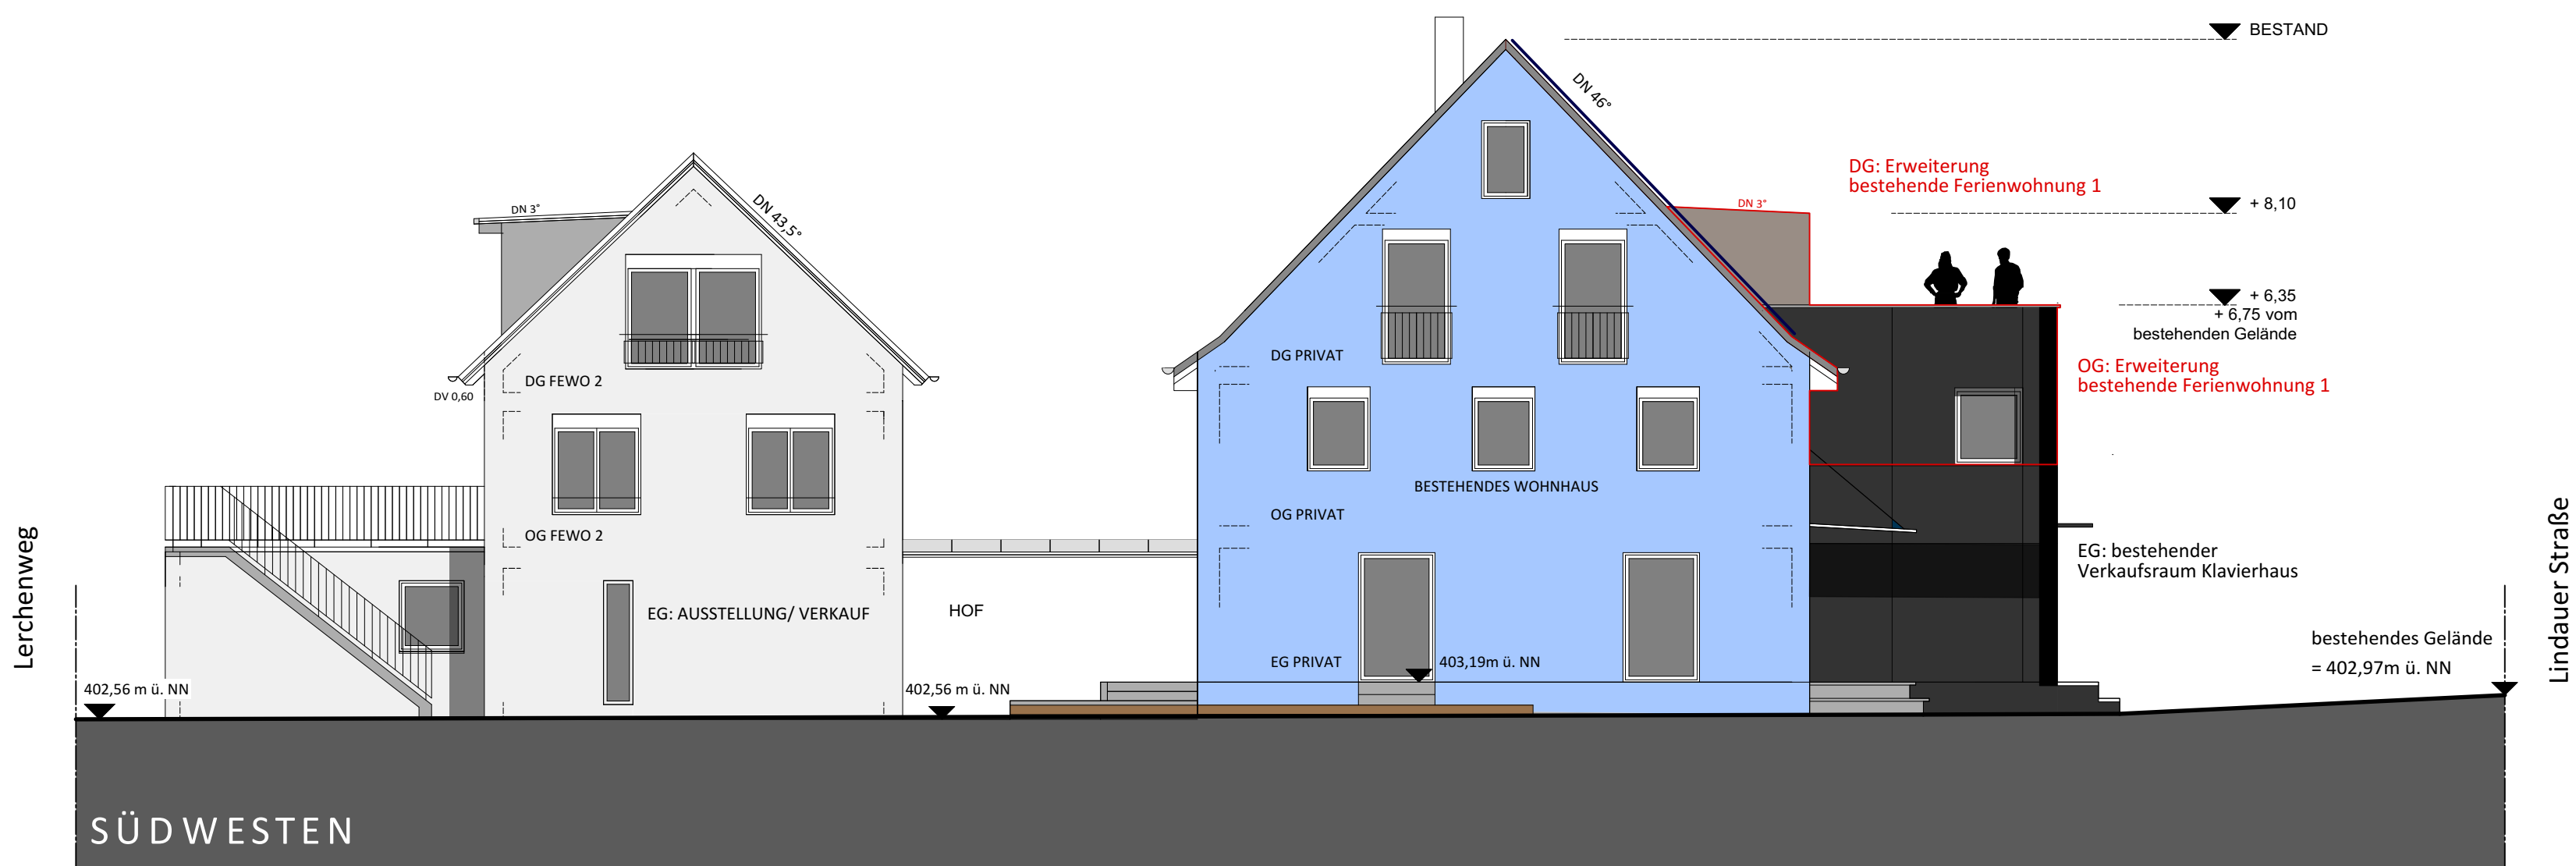 BESTAND
DN 46°
DG: Erweiterung
bestehende Ferienwohnung 1
DN 3°
+ 8,10
DN 3°
DN 43,5°
+ 6,35
+ 6,75 vom
bestehenden Gelände
DG PRIVAT
OG: Erweiterung
bestehende Ferienwohnung 1
DG FEWO 2
DV 0,60
BESTEHENDES WOHNHAUS
OG PRIVAT
OG FEWO 2
EG: bestehender
Verkaufsraum Klavierhaus
Lerchenweg
Lindauer Straße
EG: AUSSTELLUNG/ VERKAUF
HOF
bestehendes Gelände
= 402,97m ü. NN
EG PRIVAT
403,19m ü. NN
402,56 m ü. NN
402,56 m ü. NN
SÜDWESTEN